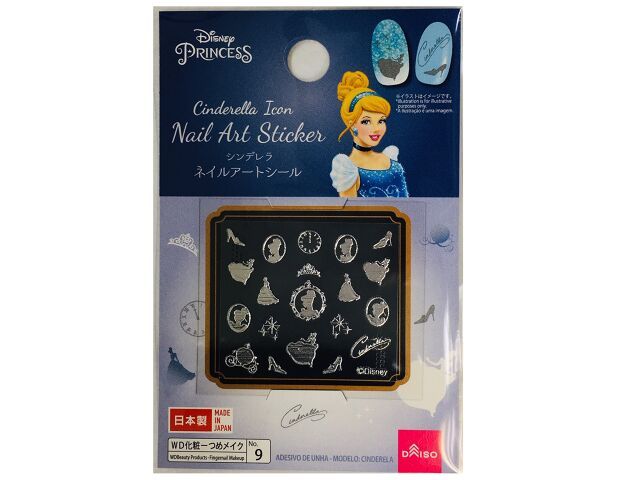 Disney
PRINCESS
Cinderella Icon
Nail Art Sticker
シンデレラ
ネイルアートシール
Cinderella
※イラストはイメージです。
*Illustration is for illustrative
purposes only.
*A ilustração é uma imagem.
Cinderella
©Disney
日本製
MADE IN
JAPAN
Cinderella
WD化粧ーつめメイク
WDBeauty Products -Fingernail Makeup
No.
9
ADESIVO DE UNHA - MODELO: CINDERELA
DAISO